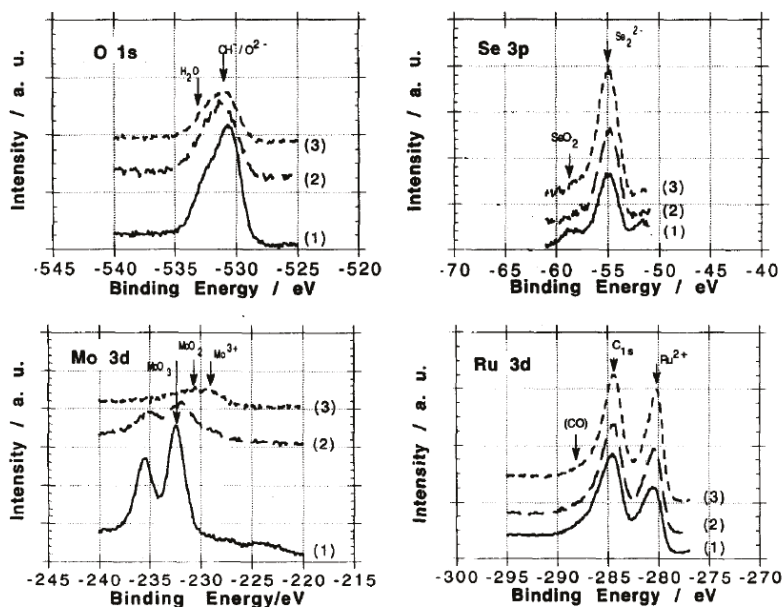 O 1s
H₂O
OH⁻/O²⁻
(3)
(2)
(1)
Intensity / a. u.
-545 -540 -535 -530 -525 -520
Binding Energy / eV
Se 3p
Se₂²⁻
SeO₂
(3)
(2)
(1)
Intensity / a. u.
-70 -65 -60 -55 -50 -45 -40
Binding Energy / eV
Mo 3d
MoO₃
MoO₂
Mo³⁺
(3)
(2)
(1)
Intensity / a. u.
-245 -240 -235 -230 -225 -220 -215
Binding Energy/eV
Ru 3d
C₁ₛ
Ru²⁺
(CO)
(3)
(2)
(1)
Intensity / a. u.
-300 -295 -290 -285 -280 -275 -270
Binding Energy / eV